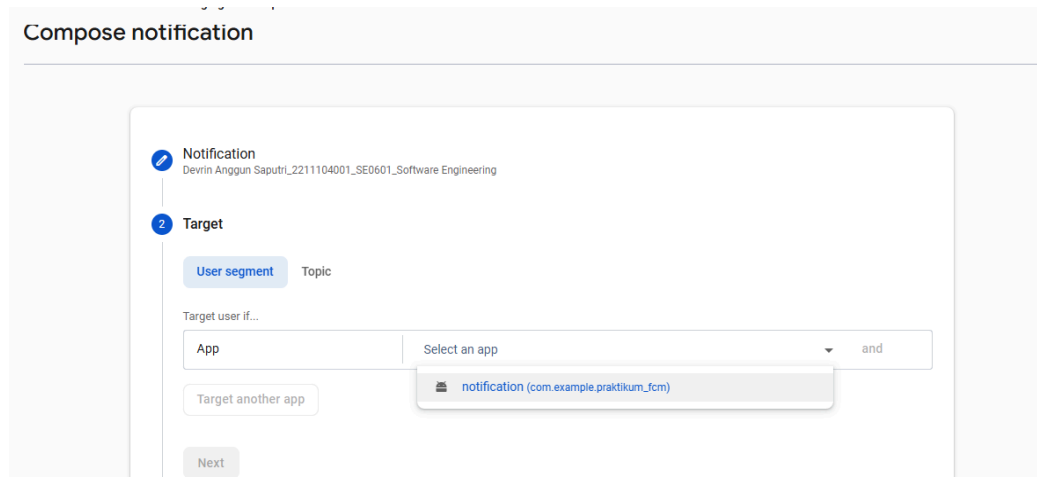 Compose notification
Notification
Devrin Anggun Saputri_2211104001_SE0601_Software Engineering
2 Target
User segment Topic
Target user if...
App Select an app and
notification (com.example.praktikum_fcm)
Target another app
Next